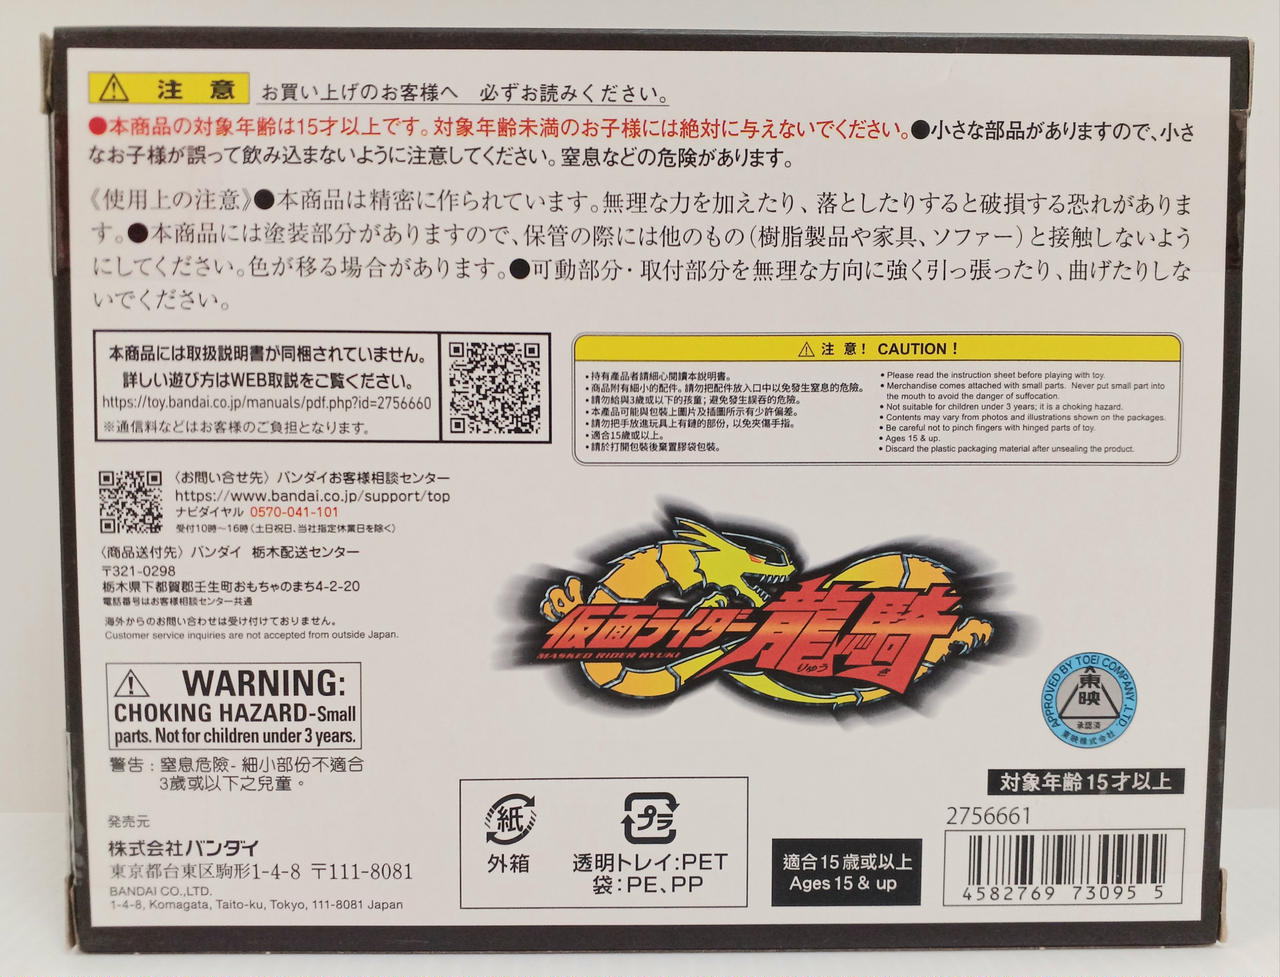 注 意 お買い上げのお客様へ 必ずお読みください。
●本商品の対象年齢は15才以上です。対象年齢未満のお子様には絶対に与えないでください。●小さな部品がありますので、小さ
なお子様が誤って飲み込まないように注意してください。窒息などの危険があります。
《使用上の注意》●本商品は精密に作られています。無理な力を加えたり、落としたりすると破損する恐れがありま
す。●本商品には塗装部分がありますので、保管の際には他のもの(樹脂製品や家具、ソファー)と接触しないよう
にしてください。色が移る場合があります。●可動部分・取付部分を無理な方向に強く引っ張ったり、曲げたりしな
いでください。
本商品には取扱説明書が同梱されていません。
詳しい遊び方はWEB取説をご覧ください。
https://toy.bandai.co.jp/manuals/pdf.php?id=2756660
※通信料などはお客様のご負担となります。
注 意! CAUTION!
・持有產品者請細心閱讀本說明書。
・商品附有細小的配件。請勿把配件放入口中以免發生窒息的危險。
・請勿給與3歲或以下的孩童；避免發生誤吞的危險。
・本產品可能與包裝上圖片及插圖所示有少許偏差。
・請勿把手放進玩具上有鏈的部份，以免夾傷手指。
・適合15歲或以上。
・請於打開包裝後棄置膠袋包裝。
• Please read the instruction sheet before playing with toy.
• Merchandise comes attached with small parts. Never put small part into
the mouth to avoid the danger of suffocation.
• Not suitable for children under 3 years; it is a choking hazard.
• Contents may vary from photos and illustrations shown on the packages.
• Be careful not to pinch fingers with hinged parts of toy.
• Ages 15 & up.
• Discard the plastic packaging material after unsealing the product.
〈お問い合せ先〉バンダイお客様相談センター
https://www.bandai.co.jp/support/top
ナビダイヤル 0570-041-101
受付10時～16時(土日祝日、当社指定休業日を除く)
〈商品送付先〉バンダイ 栃木配送センター
〒321-0298
栃木県下都賀郡壬生町おもちゃのまち4-2-20
電話番号はお客様相談センター共通
海外からのお問い合わせは受け付けておりません。
Customer service inquiries are not accepted from outside Japan.
仮面ライダー龍騎
MASKED RIDER RYUKI
りゅう き
APPROVED BY TOEI COMPANY, LTD.
東映
承認済
東映株式会社
WARNING:
CHOKING HAZARD-Small
parts. Not for children under 3 years.
警告：窒息危險- 細小部份不適合
3歲或以下之兒童。
発売元
株式会社バンダイ
東京都台東区駒形1-4-8 〒111-8081
BANDAI CO.,LTD.
1-4-8, Komagata, Taito-ku, Tokyo, 111-8081 Japan
紙
外箱
プラ
透明トレイ:PET
袋:PE、PP
適合15歲或以上
Ages 15 & up
対象年齢15才以上
2756661
4582769 73095 5